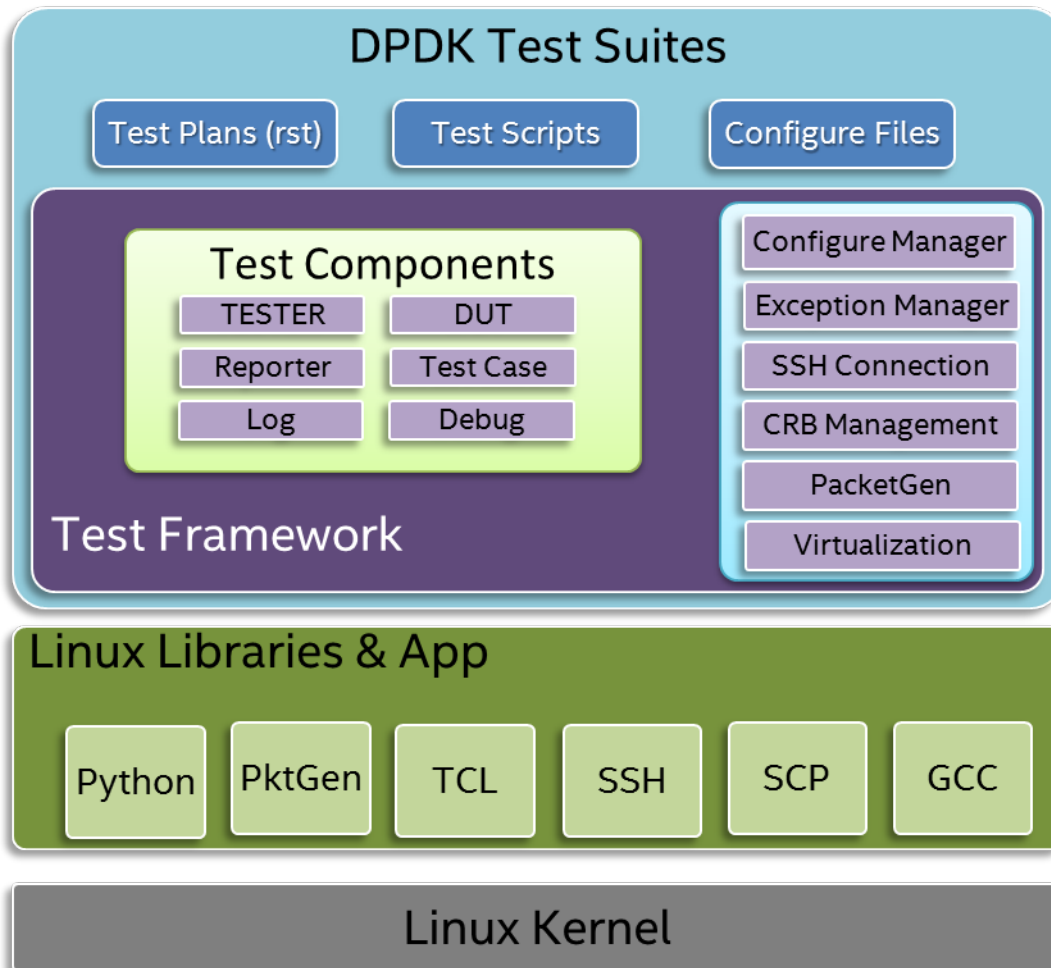 DPDK Test Suites
Test Plans (rst)
Test Scripts
Configure Files
Test Components
TESTER
DUT
Reporter
Test Case
Log
Debug
Test Framework
Configure Manager
Exception Manager
SSH Connection
CRB Management
PacketGen
Virtualization
Linux Libraries & App
Python
PktGen
TCL
SSH
SCP
GCC
Linux Kernel